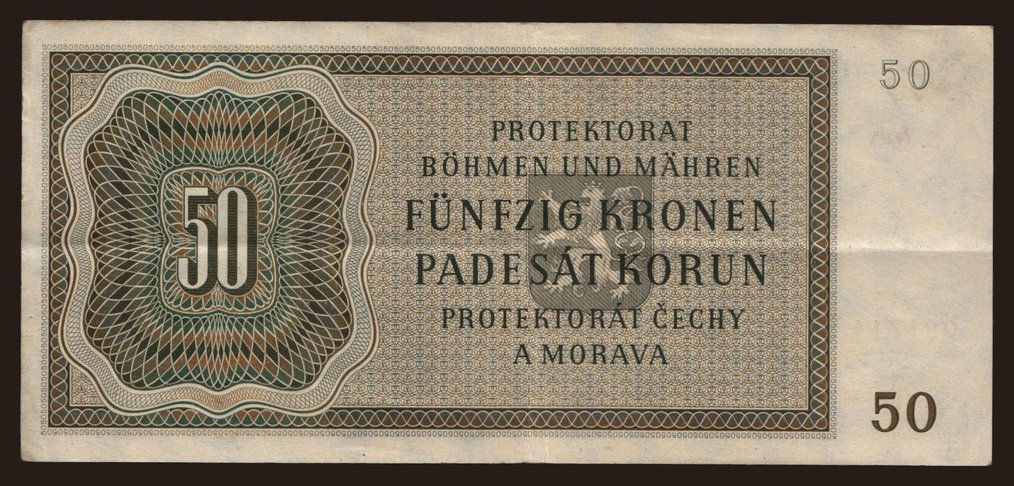 50
PROTEKTORAT
BÖHMEN UND MÄHREN
FÜNFZIG KRONEN
PADESÁT KORUN
PROTEKTORÁT ČECHY
A MORAVA
50
50